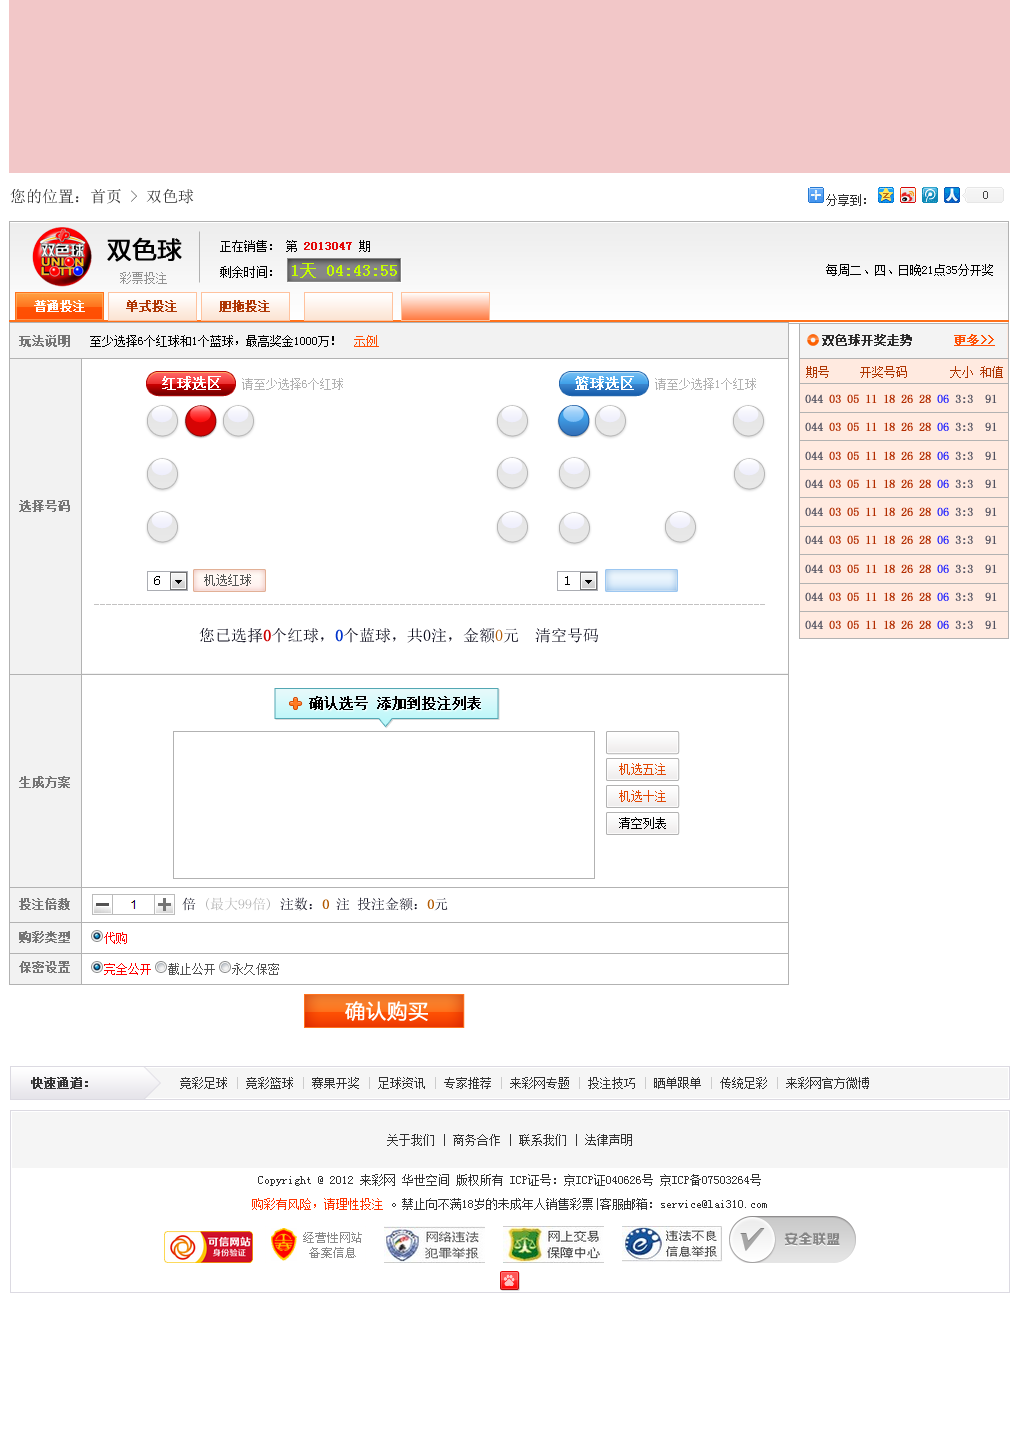 您的位置：首页 > 双色球
分享到： 0
双色球 UNION LOTTO
双色球
彩票投注
正在销售： 第 2013047 期
剩余时间： 1天 04:43:55
每周二、四、日晚21点35分开奖
普通投注 单式投注 胆拖投注
玩法说明 至少选择6个红球和1个蓝球，最高奖金1000万！ 示例
双色球开奖走势 更多>>
期号 开奖号码 大小 和值
044 03 05 11 18 26 28 06 3:3 91
044 03 05 11 18 26 28 06 3:3 91
044 03 05 11 18 26 28 06 3:3 91
044 03 05 11 18 26 28 06 3:3 91
044 03 05 11 18 26 28 06 3:3 91
044 03 05 11 18 26 28 06 3:3 91
044 03 05 11 18 26 28 06 3:3 91
044 03 05 11 18 26 28 06 3:3 91
044 03 05 11 18 26 28 06 3:3 91
选择号码
红球选区 请至少选择6个红球
篮球选区 请至少选择1个红球
6 机选红球
1
您已选择0个红球，0个蓝球，共0注，金额0元 清空号码
生成方案
确认选号 添加到投注列表
机选五注
机选十注
清空列表
投注倍数 1 倍（最大99倍）注数：0 注 投注金额：0元
购彩类型 代购
保密设置 完全公开 截止公开 永久保密
确认购买
快速通道： 竟彩足球 | 竟彩篮球 | 赛果开奖 | 足球资讯 | 专家推荐 | 来彩网专题 | 投注技巧 | 晒单跟单 | 传统足彩 | 来彩网官方微博
关于我们 | 商务合作 | 联系我们 | 法律声明
Copyright @ 2012 来彩网 华世空间 版权所有 ICP证号：京ICP证040626号 京ICP备07503264号
购彩有风险，请理性投注 。禁止向不满18岁的未成年人销售彩票|客服邮箱：service@lai310.com
可信网站 身份验证
经营性网站 备案信息
网络违法 犯罪举报
网上交易 保障中心
违法不良 信息举报
安全联盟